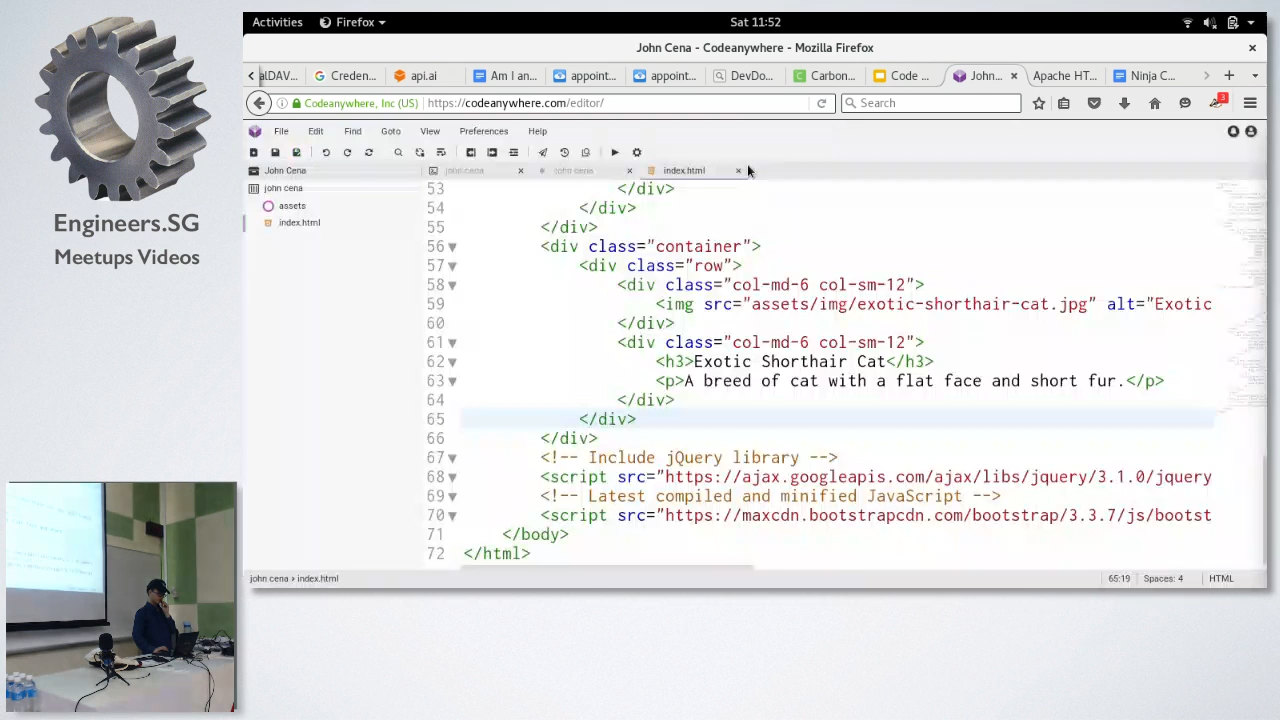 Engineers.SG
Meetups Videos
Activities Firefox Sat 11:52
John Cena - Codeanywhere - Mozilla Firefox
alDAV... Creden... api.ai Am I an... appoint... appoint... DevDo... Carbon... Code ... John... Apache HT... Ninja C...
Codeanywhere, Inc (US) https://codeanywhere.com/editor/ Search 3
File Edit Find Goto View Preferences Help
John Cena john cena john cena index.html
john cena
assets
index.html
53 </div>
54 </div>
55 </div>
56 <div class="container">
57 <div class="row">
58 <div class="col-md-6 col-sm-12">
59 <img src="assets/img/exotic-shorthair-cat.jpg" alt="Exotic
60 </div>
61 <div class="col-md-6 col-sm-12">
62 <h3>Exotic Shorthair Cat</h3>
63 <p>A breed of cat with a flat face and short fur.</p>
64 </div>
65 </div>
66 </div>
67 <!-- Include jQuery library -->
68 <script src="https://ajax.googleapis.com/ajax/libs/jquery/3.1.0/jquery
69 <!-- Latest compiled and minified JavaScript -->
70 <script src="https://maxcdn.bootstrapcdn.com/bootstrap/3.3.7/js/bootst
71 </body>
72 </html>
john cena › index.html 65:19 Spaces: 4 HTML